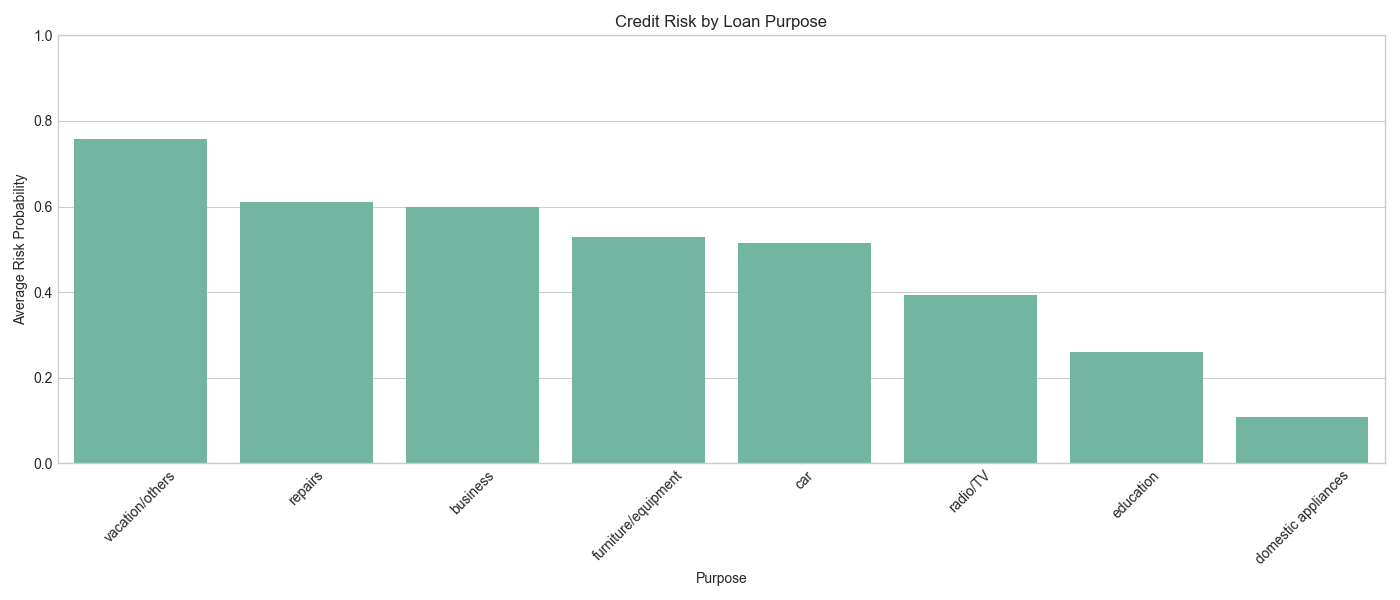 Credit Risk by Loan Purpose
Average Risk Probability
1.0
0.8
0.6
0.4
0.2
0.0
vacation/others
repairs
business
furniture/equipment
car
radio/TV
education
domestic appliances
Purpose